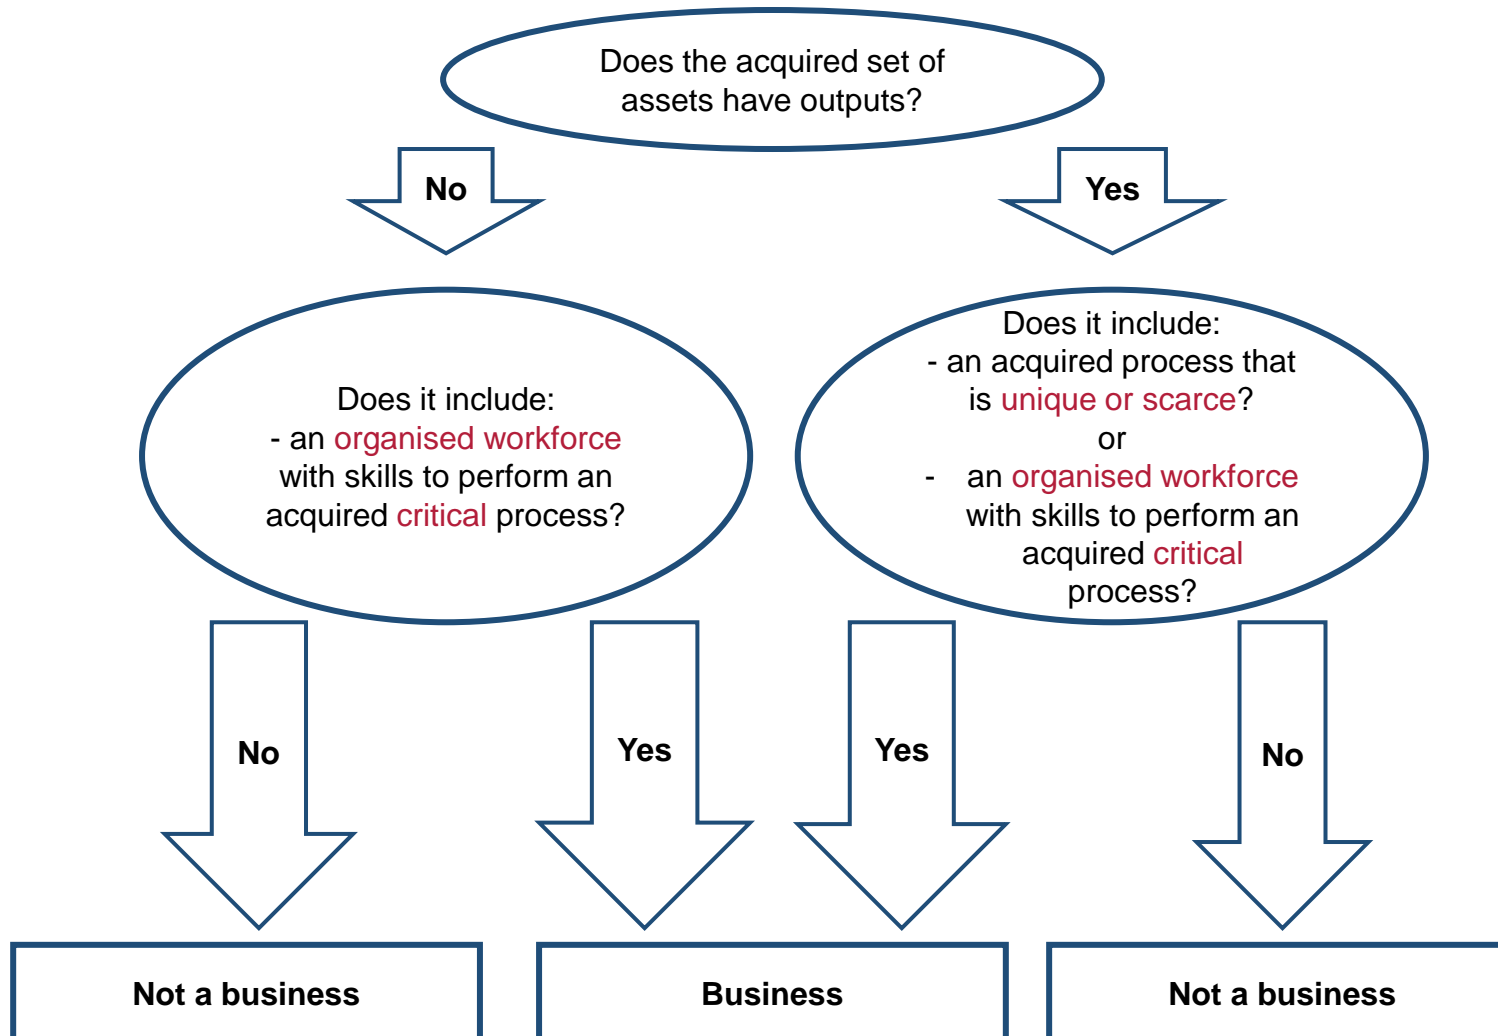 Does the acquired set of
assets have outputs?
No
Yes
Does it include:
- an organised workforce
with skills to perform an
acquired critical process?
Does it include:
- an acquired process that
is unique or scarce?
or
- an organised workforce
with skills to perform an
acquired critical
process?
No
Yes
Yes
No
Not a business
Business
Not a business